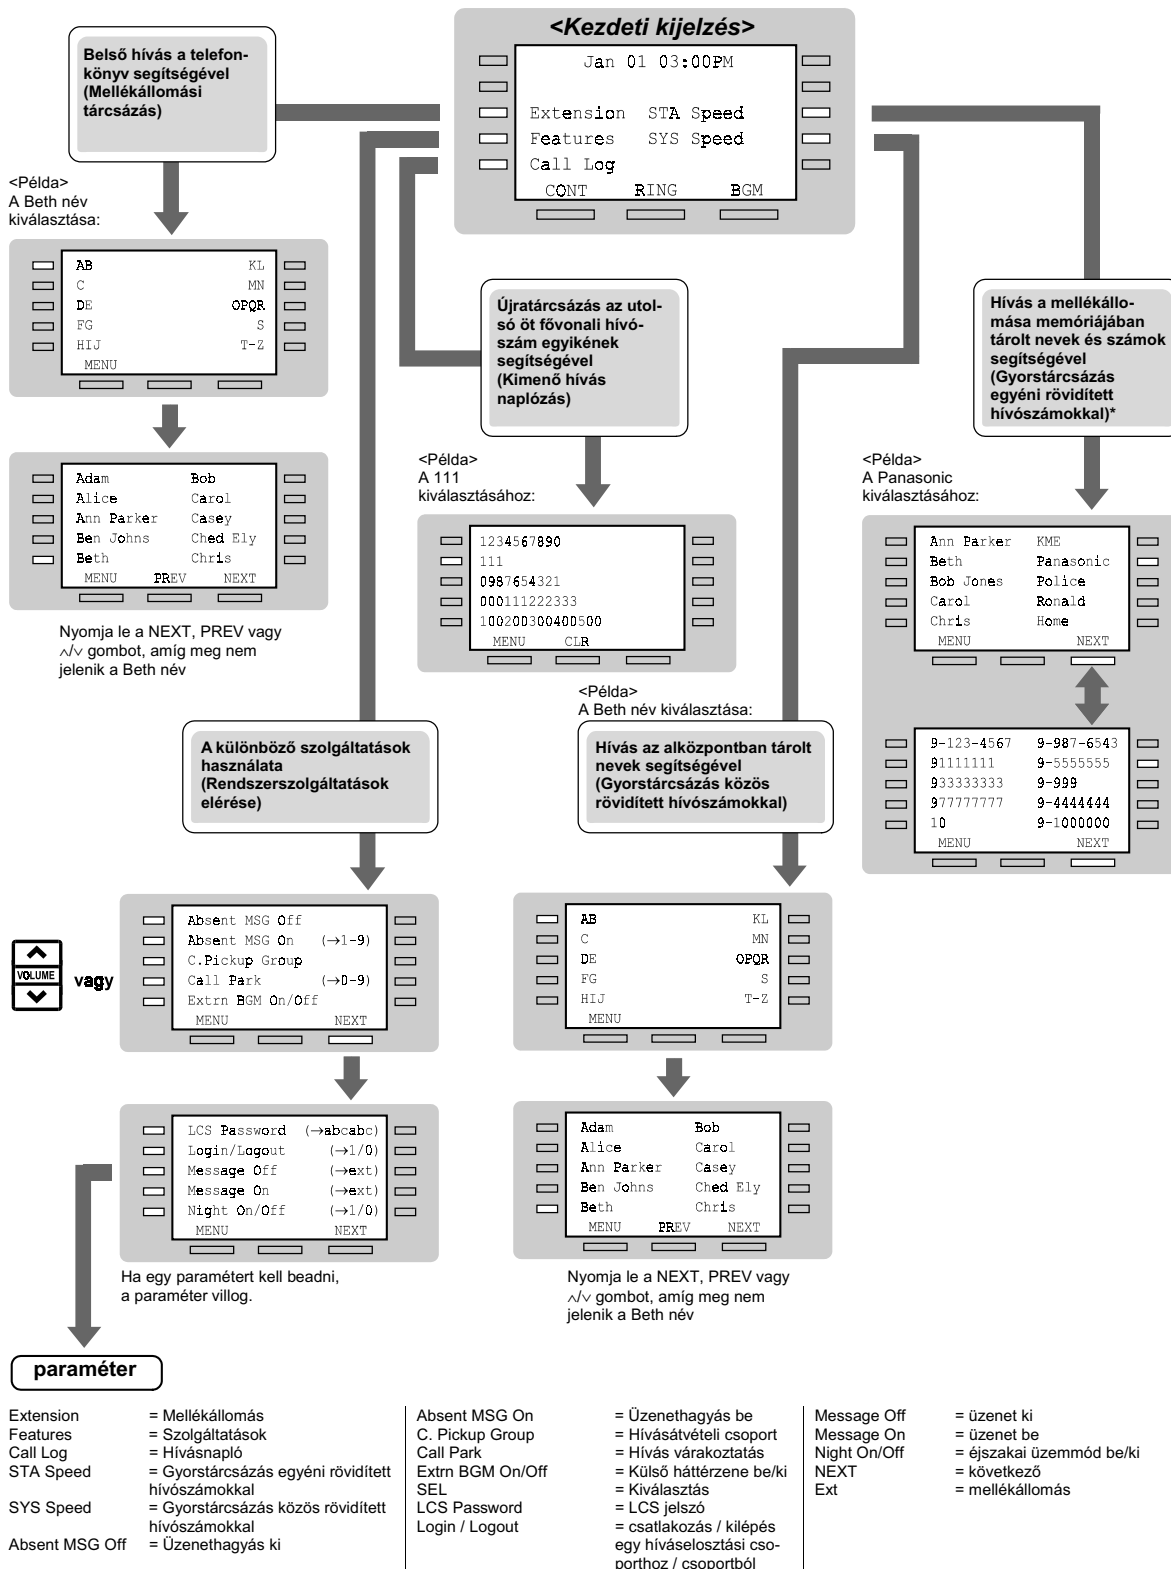 <Kezdeti kijelzés>
Jan 01 03:00PM
Extension STA Speed
Features SYS Speed
Call Log
CONT RING BGM
Belső hívás a telefon-
könyv segítségével
(Mellékállomási
tárcsázás)
<Példa>
A Beth név
kiválasztása:
AB KL
C MN
DE OPQR
FG S
HIJ T-Z
MENU
Adam Bob
Alice Carol
Ann Parker Casey
Ben Johns Ched Ely
Beth Chris
MENU PREV NEXT
Nyomja le a NEXT, PREV vagy
∧/∨ gombot, amíg meg nem
jelenik a Beth név
Újratárcsázás az utol-
só öt fővonali hívó-
szám egyikének
segítségével
(Kimenő hívás
naplózás)
<Példa>
A 111
kiválasztásához:
1234567890
111
0987654321
000111222333
100200300400500
MENU CLR
Hívás a mellékállo-
mása memóriájában
tárolt nevek és számok
segítségével
(Gyorstárcsázás
egyéni rövidített
hívószámokkal)*
<Példa>
A Panasonic
kiválasztásához:
Ann Parker KME
Beth Panasonic
Bob Jones Police
Carol Ronald
Chris Home
MENU NEXT
9-123-4567 9-987-6543
91111111 9-5555555
933333333 9-999
977777777 9-4444444
10 9-1000000
MENU NEXT
A különböző szolgáltatások
használata
(Rendszerszolgáltatások
elérése)
VOLUME
vagy
Absent MSG Off
Absent MSG On (→1-9)
C.Pickup Group
Call Park (→0-9)
Extrn BGM On/Off
MENU NEXT
LCS Password (→abcabc)
Login/Logout (→1/0)
Message Off (→ext)
Message On (→ext)
Night On/Off (→1/0)
MENU NEXT
Ha egy paramétert kell beadni,
a paraméter villog.
paraméter
<Példa>
A Beth név kiválasztása:
Hívás az alközpontban tárolt
nevek segítségével
(Gyorstárcsázás közös
rövidített hívószámokkal)
AB KL
C MN
DE OPQR
FG S
HIJ T-Z
MENU
Adam Bob
Alice Carol
Ann Parker Casey
Ben Johns Ched Ely
Beth Chris
MENU PREV NEXT
Nyomja le a NEXT, PREV vagy
∧/∨ gombot, amíg meg nem
jelenik a Beth név
Extension = Mellékállomás
Features = Szolgáltatások
Call Log = Hívásnapló
STA Speed = Gyorstárcsázás egyéni rövidített
hívószámokkal
SYS Speed = Gyorstárcsázás közös rövidített
hívószámokkal
Absent MSG Off = Üzenethagyás ki
Absent MSG On = Üzenethagyás be
C. Pickup Group = Hívásátvételi csoport
Call Park = Hívás várakoztatás
Extrn BGM On/Off = Külső háttérzene be/ki
SEL = Kiválasztás
LCS Password = LCS jelszó
Login / Logout = csatlakozás / kilépés
egy híváselosztási cso-
porthoz / csoportból
Message Off = üzenet ki
Message On = üzenet be
Night On/Off = éjszakai üzemmód be/ki
NEXT = következő
Ext = mellékállomás